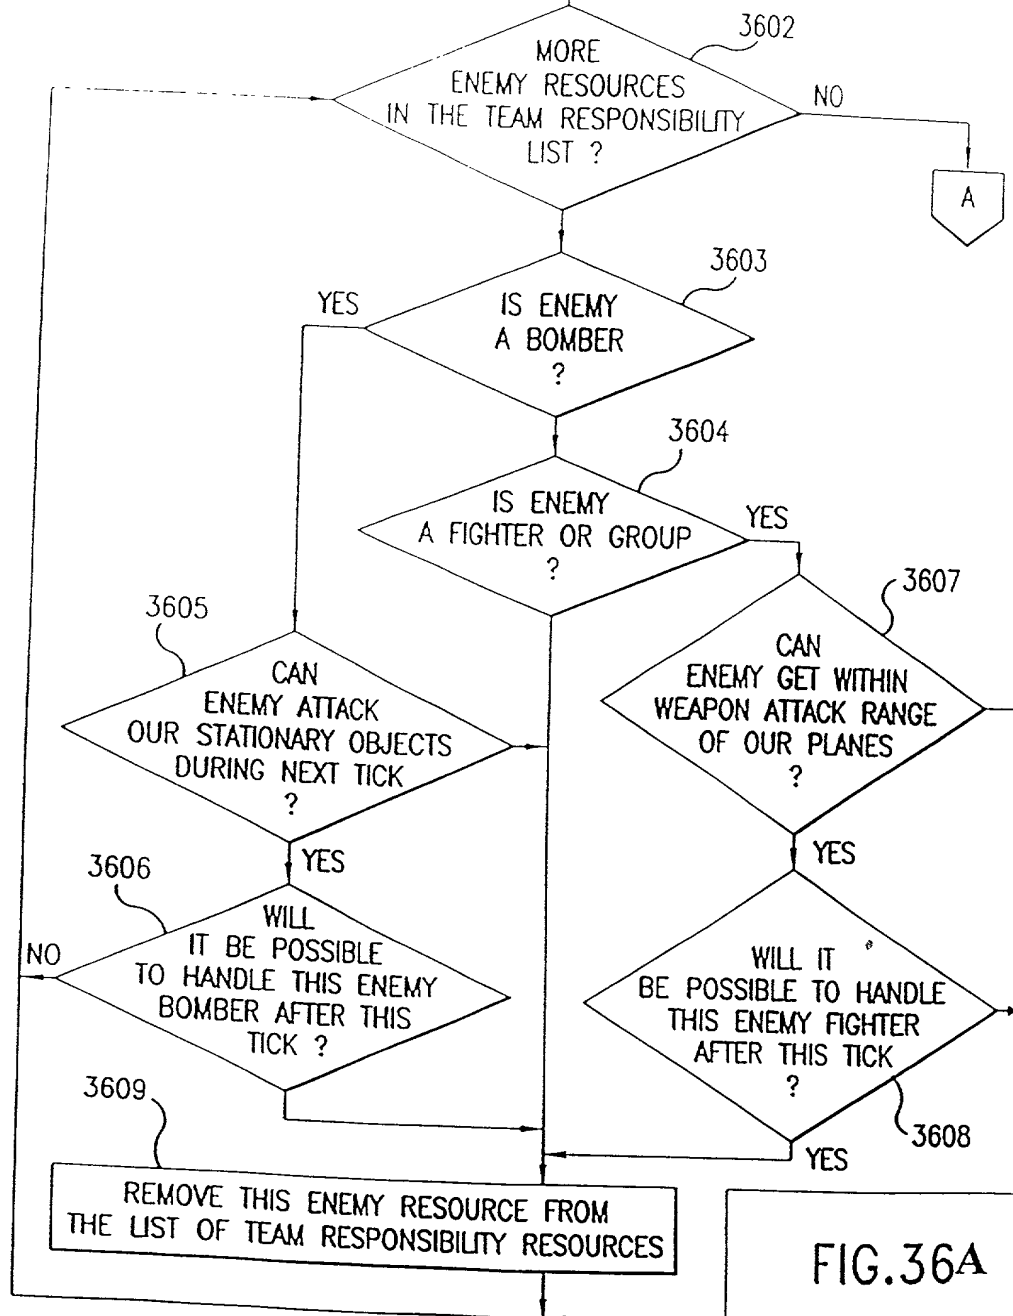 3602
MORE
ENEMY RESOURCES
IN THE TEAM RESPONSIBILITY
LIST ?
NO
A
3603
YES
IS ENEMY
A BOMBER
?
3604
IS ENEMY
A FIGHTER OR GROUP
?
YES
3605
CAN
ENEMY ATTACK
OUR STATIONARY OBJECTS
DURING NEXT TICK
?
3607
CAN
ENEMY GET WITHIN
WEAPON ATTACK RANGE
OF OUR PLANES
?
YES
YES
3606
WILL
IT BE POSSIBLE
TO HANDLE THIS ENEMY
BOMBER AFTER THIS
TICK ?
NO
WILL IT
BE POSSIBLE TO HANDLE
THIS ENEMY FIGHTER
AFTER THIS TICK
?
3608
YES
3609
REMOVE THIS ENEMY RESOURCE FROM
THE LIST OF TEAM RESPONSIBILITY RESOURCES
FIG.36A